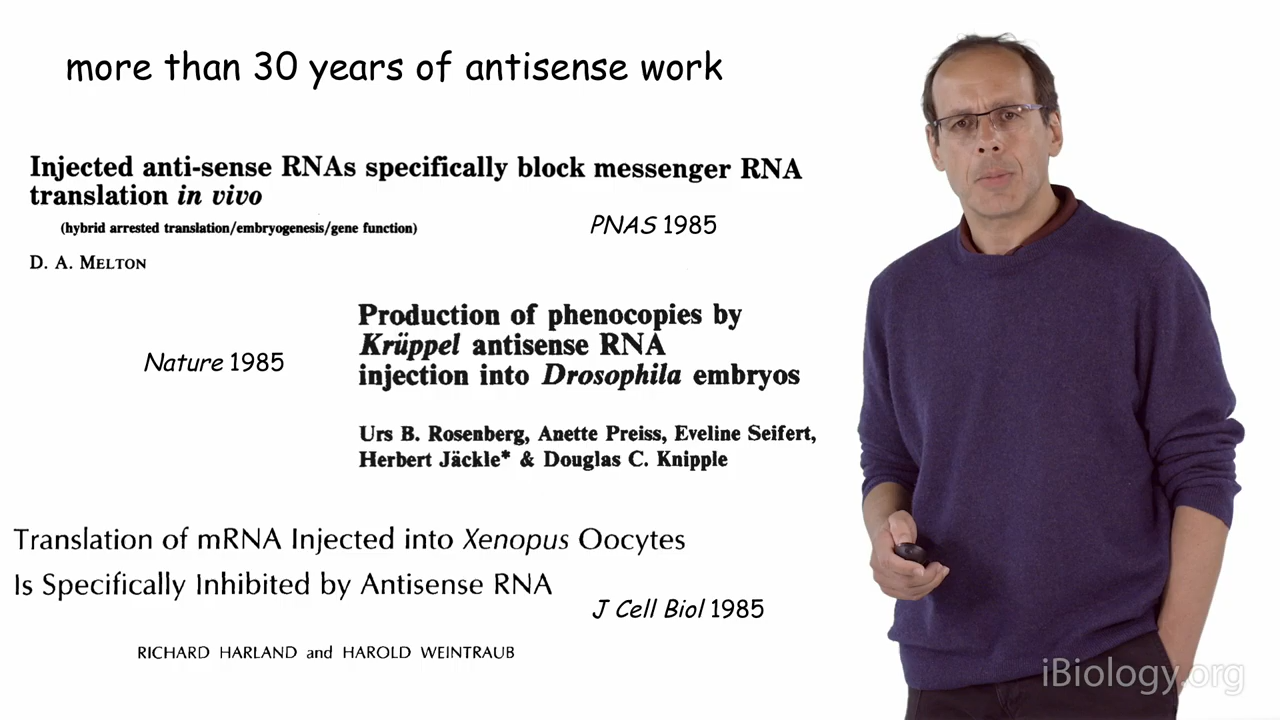 more than 30 years of antisense work
Injected anti-sense RNAs specifically block messenger RNA
translation in vivo
(hybrid arrested translation/embryogenesis/gene function)
PNAS 1985
D. A. MELTON
Production of phenocopies by
Krüppel antisense RNA
injection into Drosophila embryos
Nature 1985
Urs B. Rosenberg, Anette Preiss, Eveline Seifert,
Herbert Jäckle* & Douglas C. Knipple
Translation of mRNA Injected into Xenopus Oocytes
Is Specifically Inhibited by Antisense RNA
J Cell Biol 1985
RICHARD HARLAND and HAROLD WEINTRAUB
iBiology.org